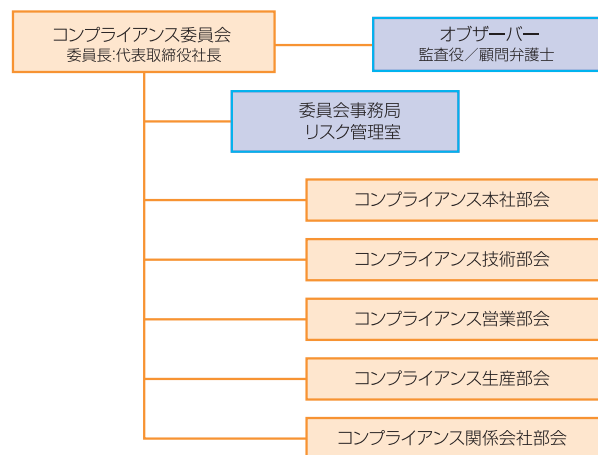 コンプライアンス委員会
委員長:代表取締役社長
オブザーバー
監査役／顧問弁護士
委員会事務局
リスク管理室
コンプライアンス本社部会
コンプライアンス技術部会
コンプライアンス営業部会
コンプライアンス生産部会
コンプライアンス関係会社部会